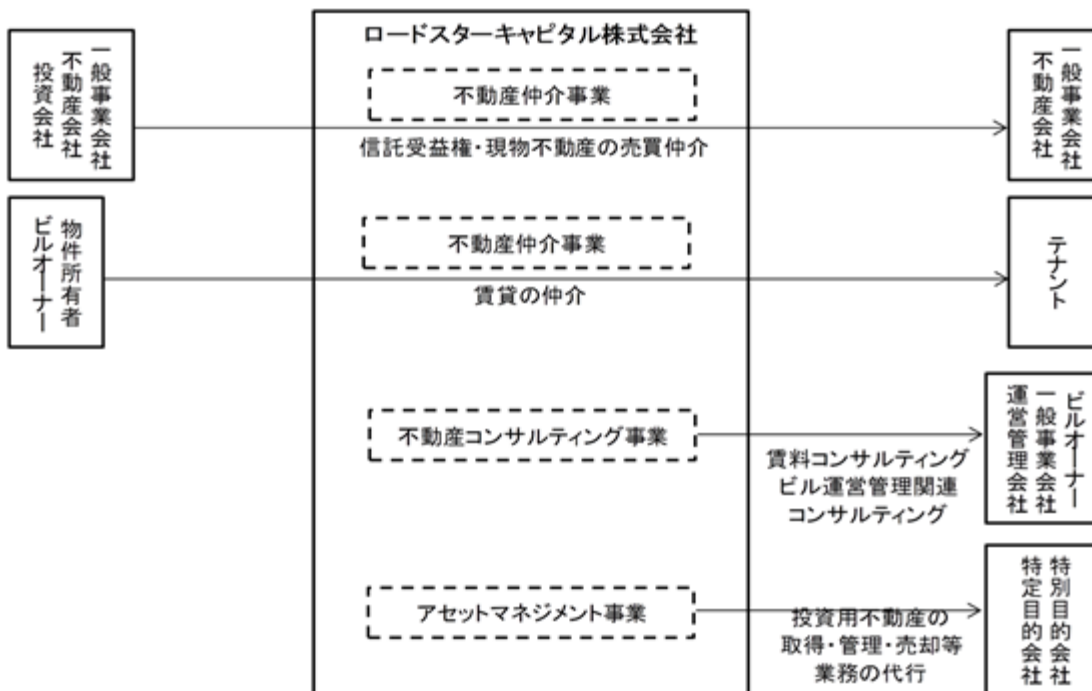 ロードスターキャピタル株式会社
一般事業会社
不動産会社
投資会社
不動産仲介事業
信託受益権・現物不動産の売買仲介
一般事業会社
不動産会社
物件所有者
ビルオーナー
不動産仲介事業
賃貸の仲介
テナント
不動産コンサルティング事業
賃料コンサルティング
ビル運営管理関連
コンサルティング
ビルオーナー
一般事業会社
運営管理会社
アセットマネジメント事業
投資用不動産の
取得・管理・売却等
業務の代行
特別目的会社
特定目的会社